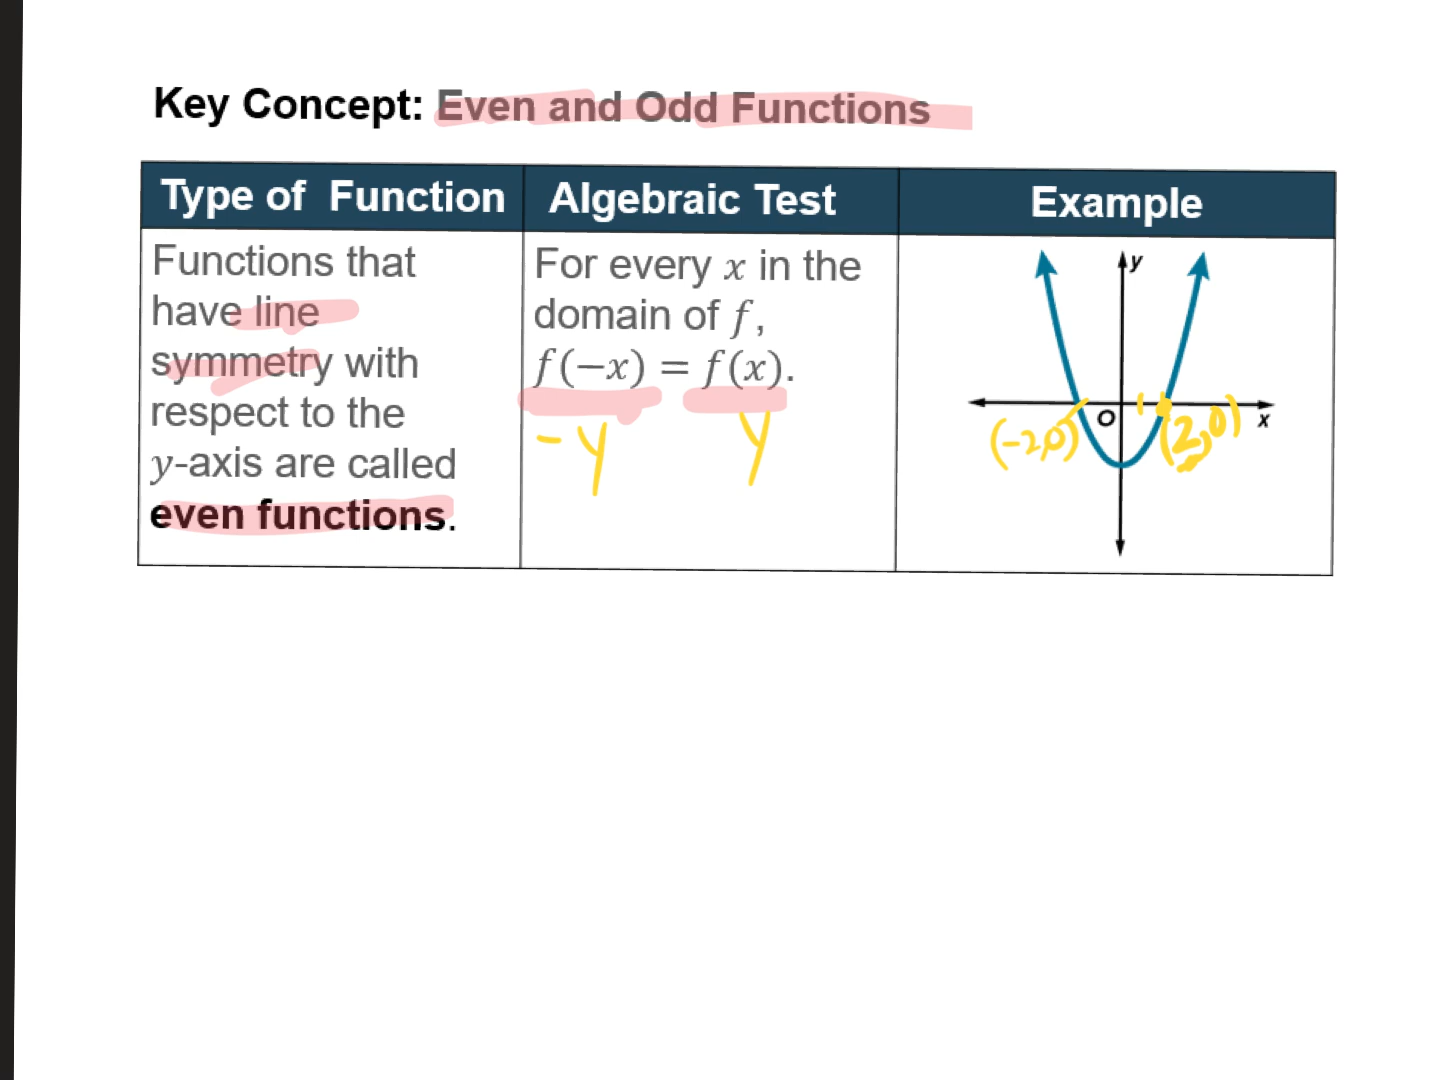 Key Concept: Even and Odd Functions
Type of Function
Algebraic Test
Example
Functions that
have line
symmetry with
respect to the
y-axis are called
even functions.
For every x in the
domain of f,
f(−x) = f(x).
-y
y
y
O
x
(-2,0)
(2,0)